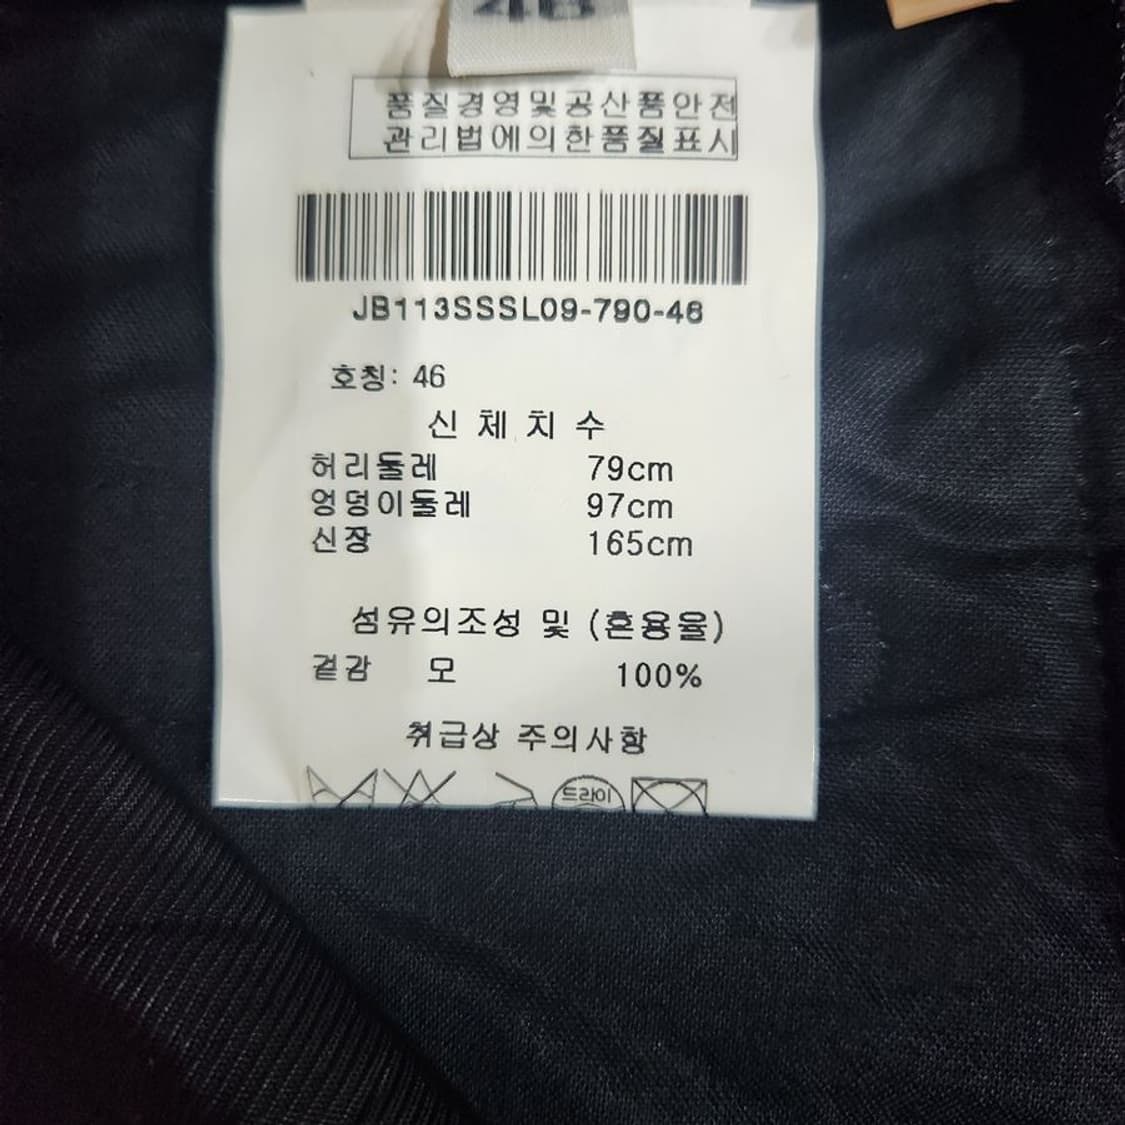 46
품질경영및공산품안전
관리법에의한품질표시
JB113SSSL09-790-46
호칭: 46
신 체 치 수
허리둘레 79cm
엉덩이둘레 97cm
신장 165cm
섬유의조성 및 (혼용율)
겉감 모 100%
취급상 주의사항
드라이